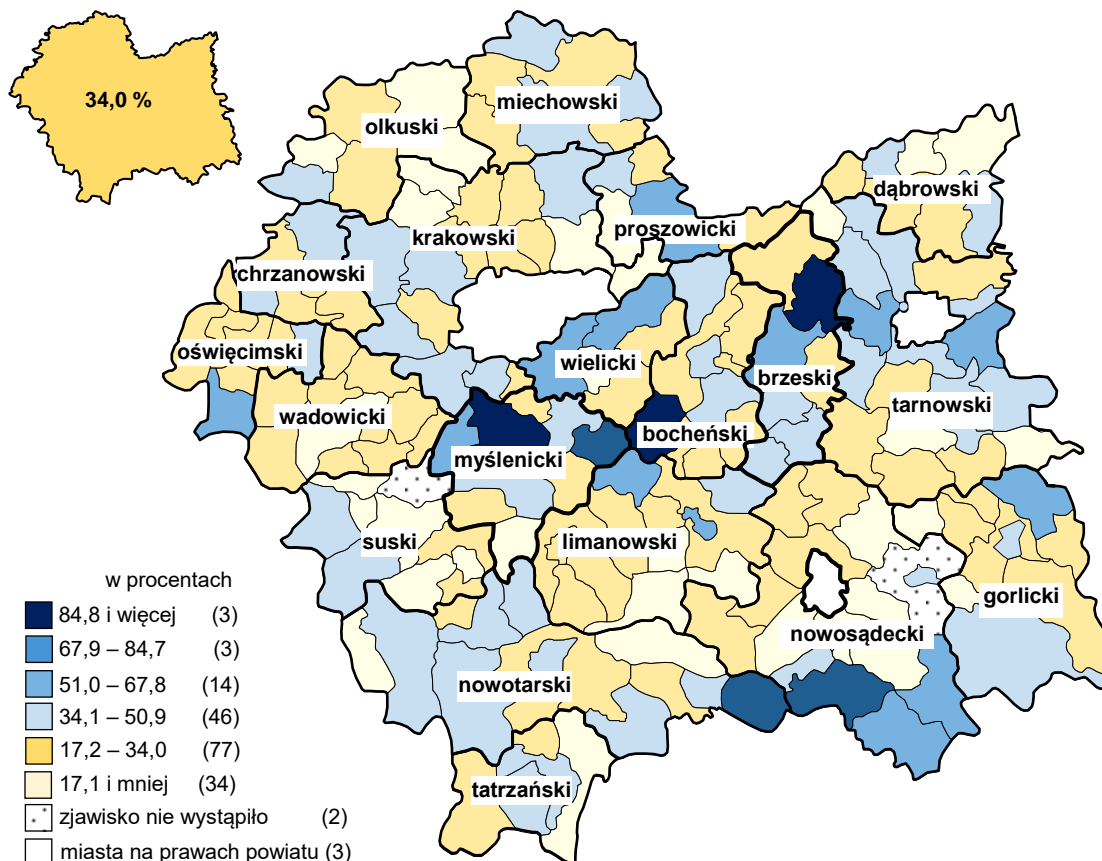 34,0 %
miechowski
olkuski
dąbrowski
proszowicki
krakowski
chrzanowski
oświęcimski
wielicki
brzeski
tarnowski
wadowicki
bocheński
myślenicki
suski
limanowski
gorlicki
nowosądecki
nowotarski
tatrzański
w procentach
84,8 i więcej (3)
67,9 – 84,7 (3)
51,0 – 67,8 (14)
34,1 – 50,9 (46)
17,2 – 34,0 (77)
17,1 i mniej (34)
zjawisko nie wystąpiło (2)
miasta na prawach powiatu (3)